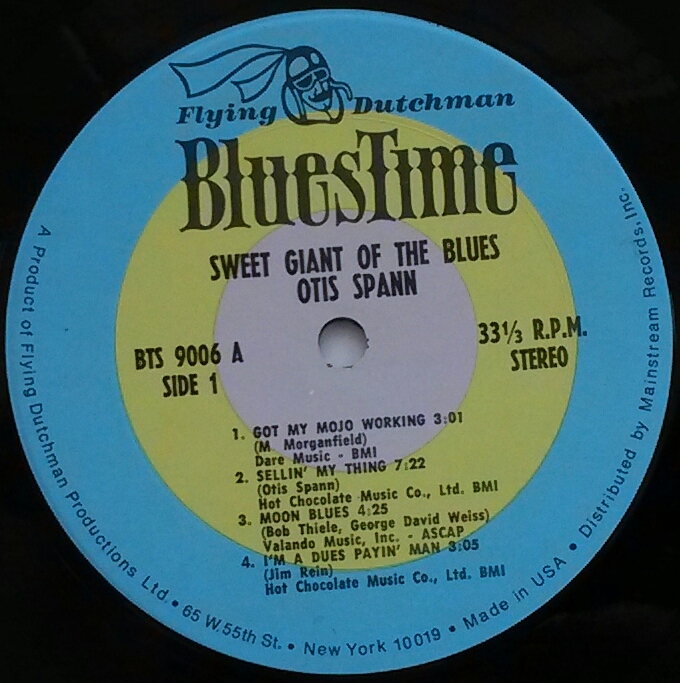 Flying Dutchman
BluesTime
SWEET GIANT OF THE BLUES
OTIS SPANN
BTS 9006 A
SIDE 1
33⅓ R.P.M.
STEREO
1. GOT MY MOJO WORKING 3:01
(M Morganfield)
Dare Music - BMI
2. SELLIN' MY THING 7:22
(Otis Spann)
Hot Chocolate Music Co., Ltd. BMI
3. MOON BLUES 4:25
(Bob Thiele, George David Weiss)
Valando Music, Inc. - ASCAP
4. I'M A DUES PAYIN' MAN 3:05
(Jim Rein)
Hot Chocolate Music Co., Ltd. BMI
A Product of Flying Dutchman Productions Ltd. • 65 W.55th St. • New York 10019 • Made in USA • Distributed by Mainstream Records, Inc.